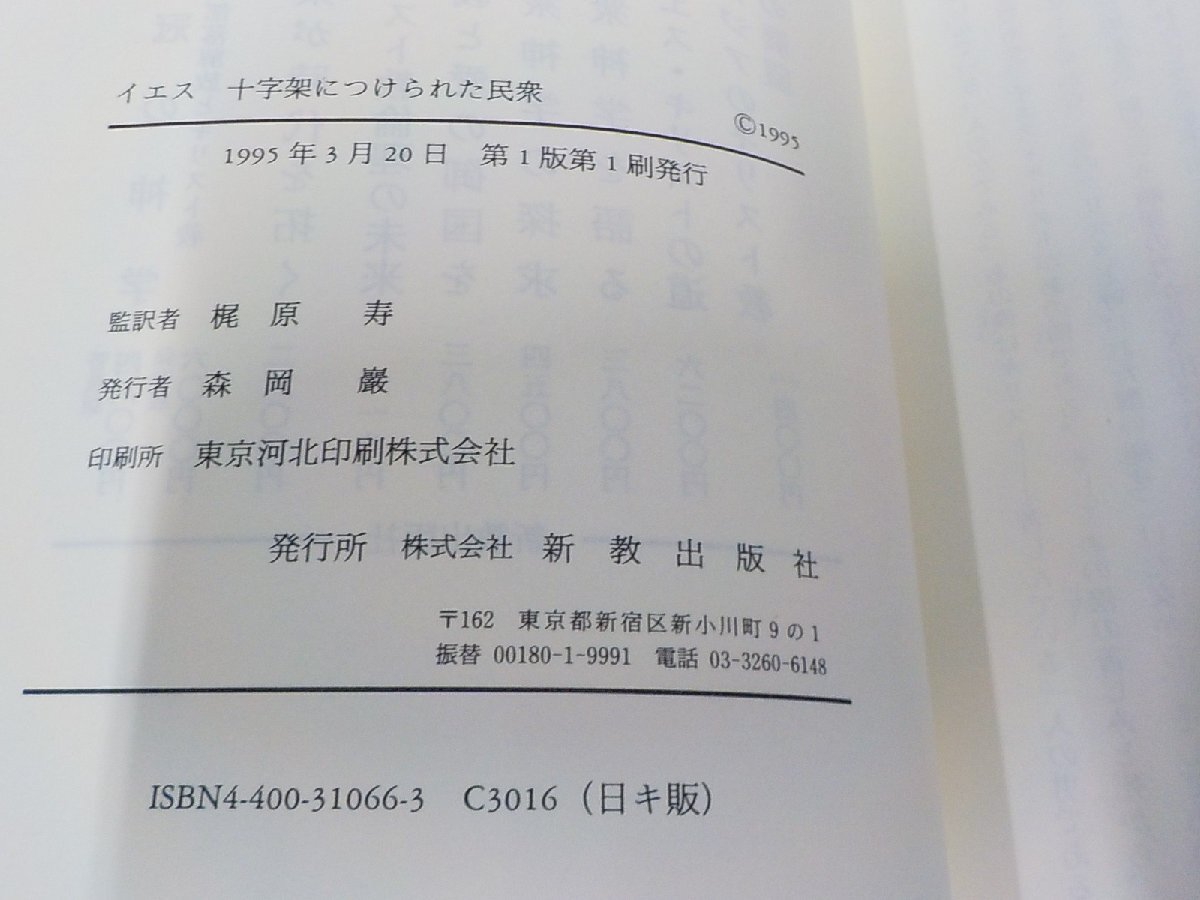 イエス　十字架につけられた民衆
©1995
1995年3月20日　第1版第1刷発行
監訳者　梶原　寿
発行者　森岡　巖
印刷所　東京河北印刷株式会社
発行所　株式会社　新教出版社
〒162　東京都新宿区新小川町9の1
振替 00180-1-9991　電話 03-3260-6148
ISBN4-400-31066-3　C3016（日キ販）